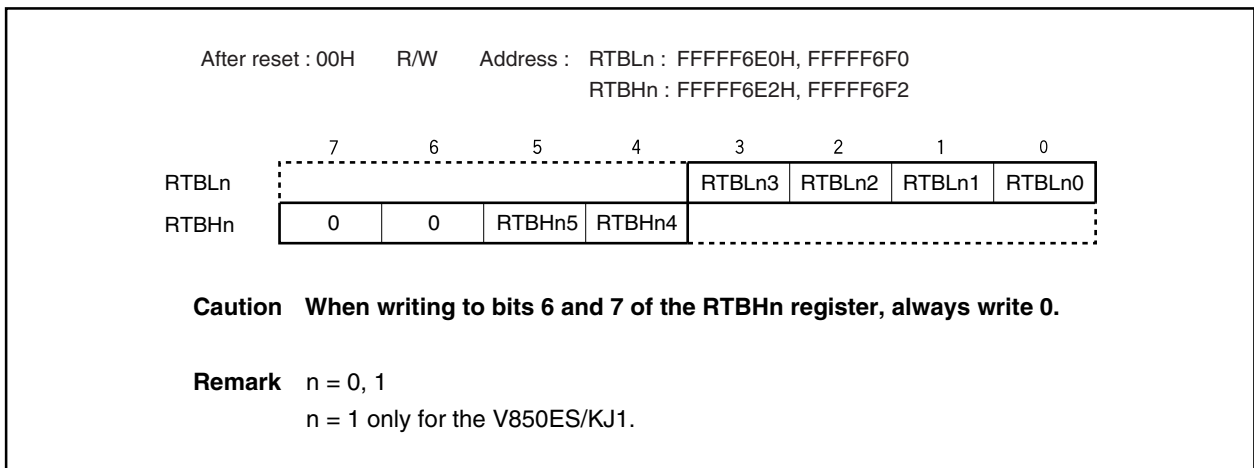 After reset : 00H R/W Address : RTBLn : FFFFF6E0H, FFFFF6F0
RTBHn : FFFFF6E2H, FFFFF6F2
7 6 5 4 3 2 1 0
RTBLn RTBLn3 RTBLn2 RTBLn1 RTBLn0
RTBHn 0 0 RTBHn5 RTBHn4
Caution When writing to bits 6 and 7 of the RTBHn register, always write 0.
Remark n = 0, 1
n = 1 only for the V850ES/KJ1.